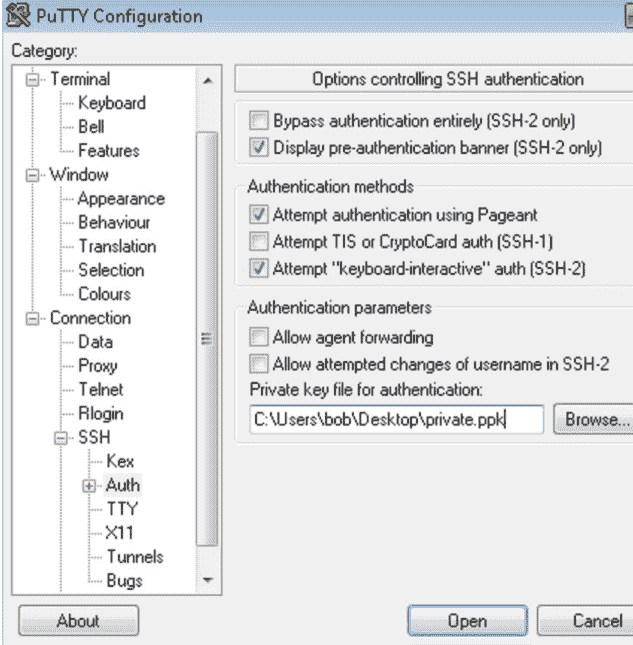 PuTTY Configuration
Category:
Terminal
Keyboard
Bell
Features
Window
Appearance
Behaviour
Translation
Selection
Colours
Connection
Data
Proxy
Telnet
Rlogin
SSH
Kex
Auth
TTY
X11
Tunnels
Bugs
Options controlling SSH authentication
Bypass authentication entirely (SSH-2 only)
Display pre-authentication banner (SSH-2 only)
Authentication methods
Attempt authentication using Pageant
Attempt TIS or CryptoCard auth (SSH-1)
Attempt "keyboard-interactive" auth (SSH-2)
Authentication parameters
Allow agent forwarding
Allow attempted changes of username in SSH-2
Private key file for authentication:
C:\Users\bob\Desktop\private.ppk
Browse...
About
Open
Cancel